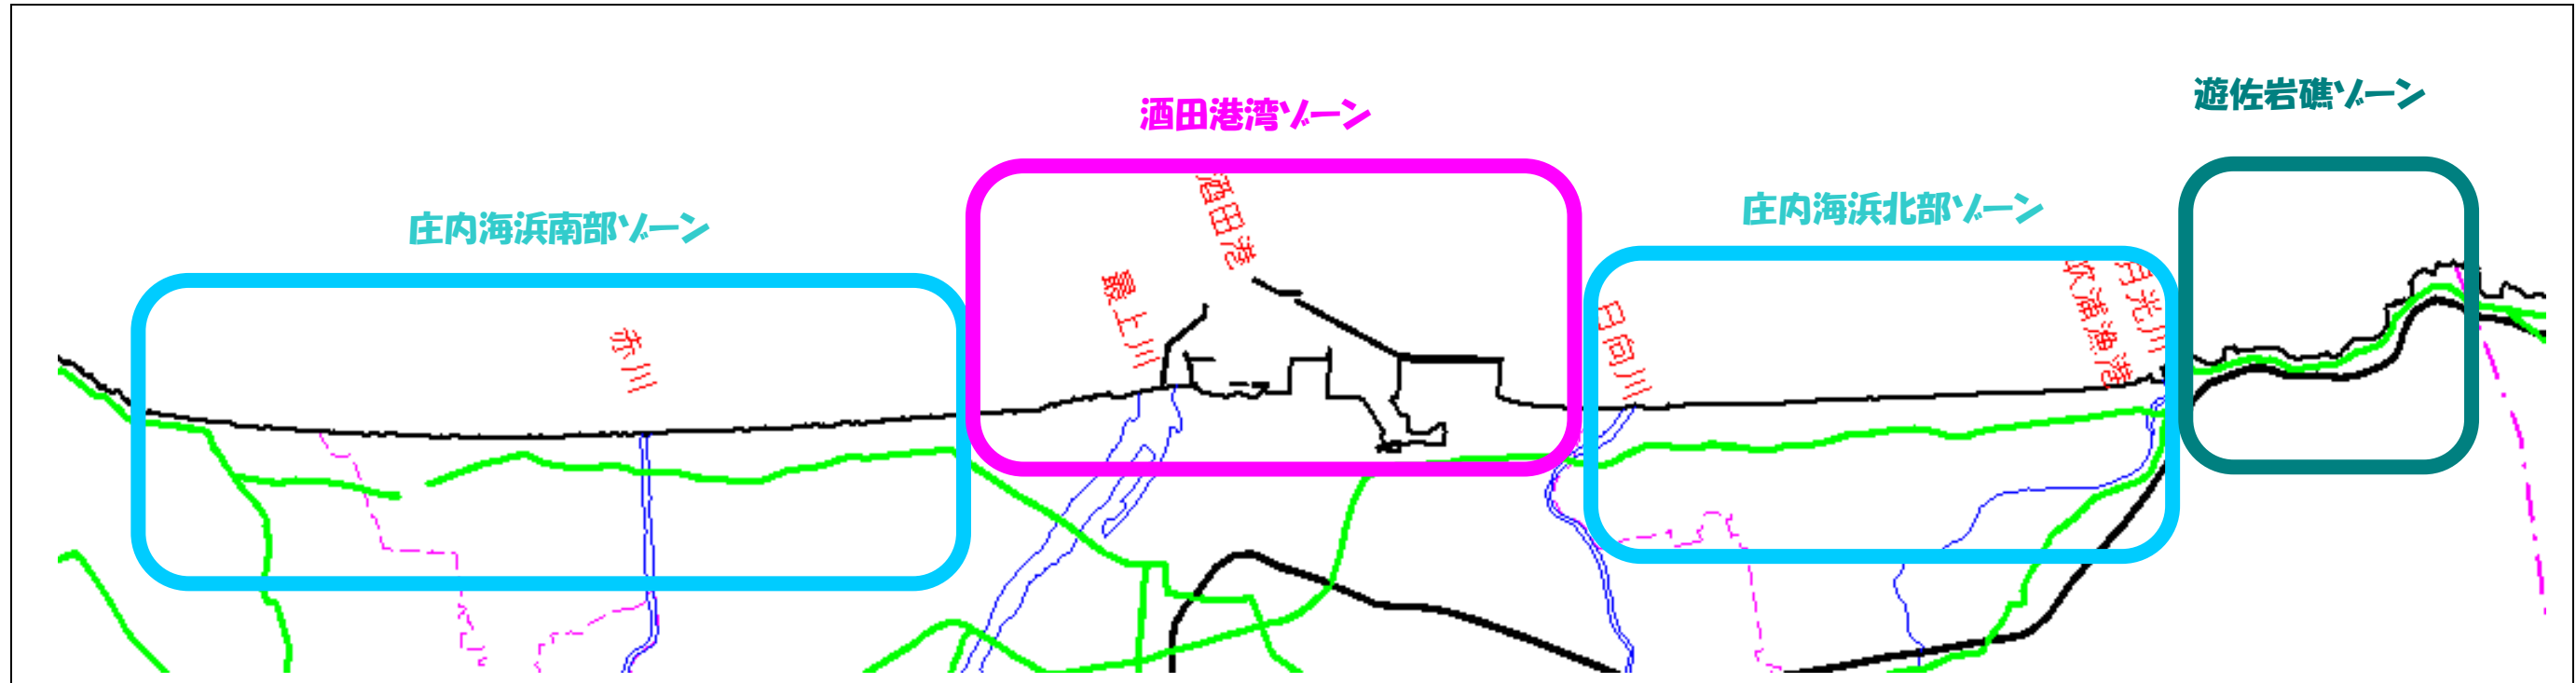 遊佐岩礁ゾーン
酒田港湾ゾーン
庄内海浜北部ゾーン
庄内海浜南部ゾーン
酒田港
最上川
赤川
日向川
吹浦漁港
月光川